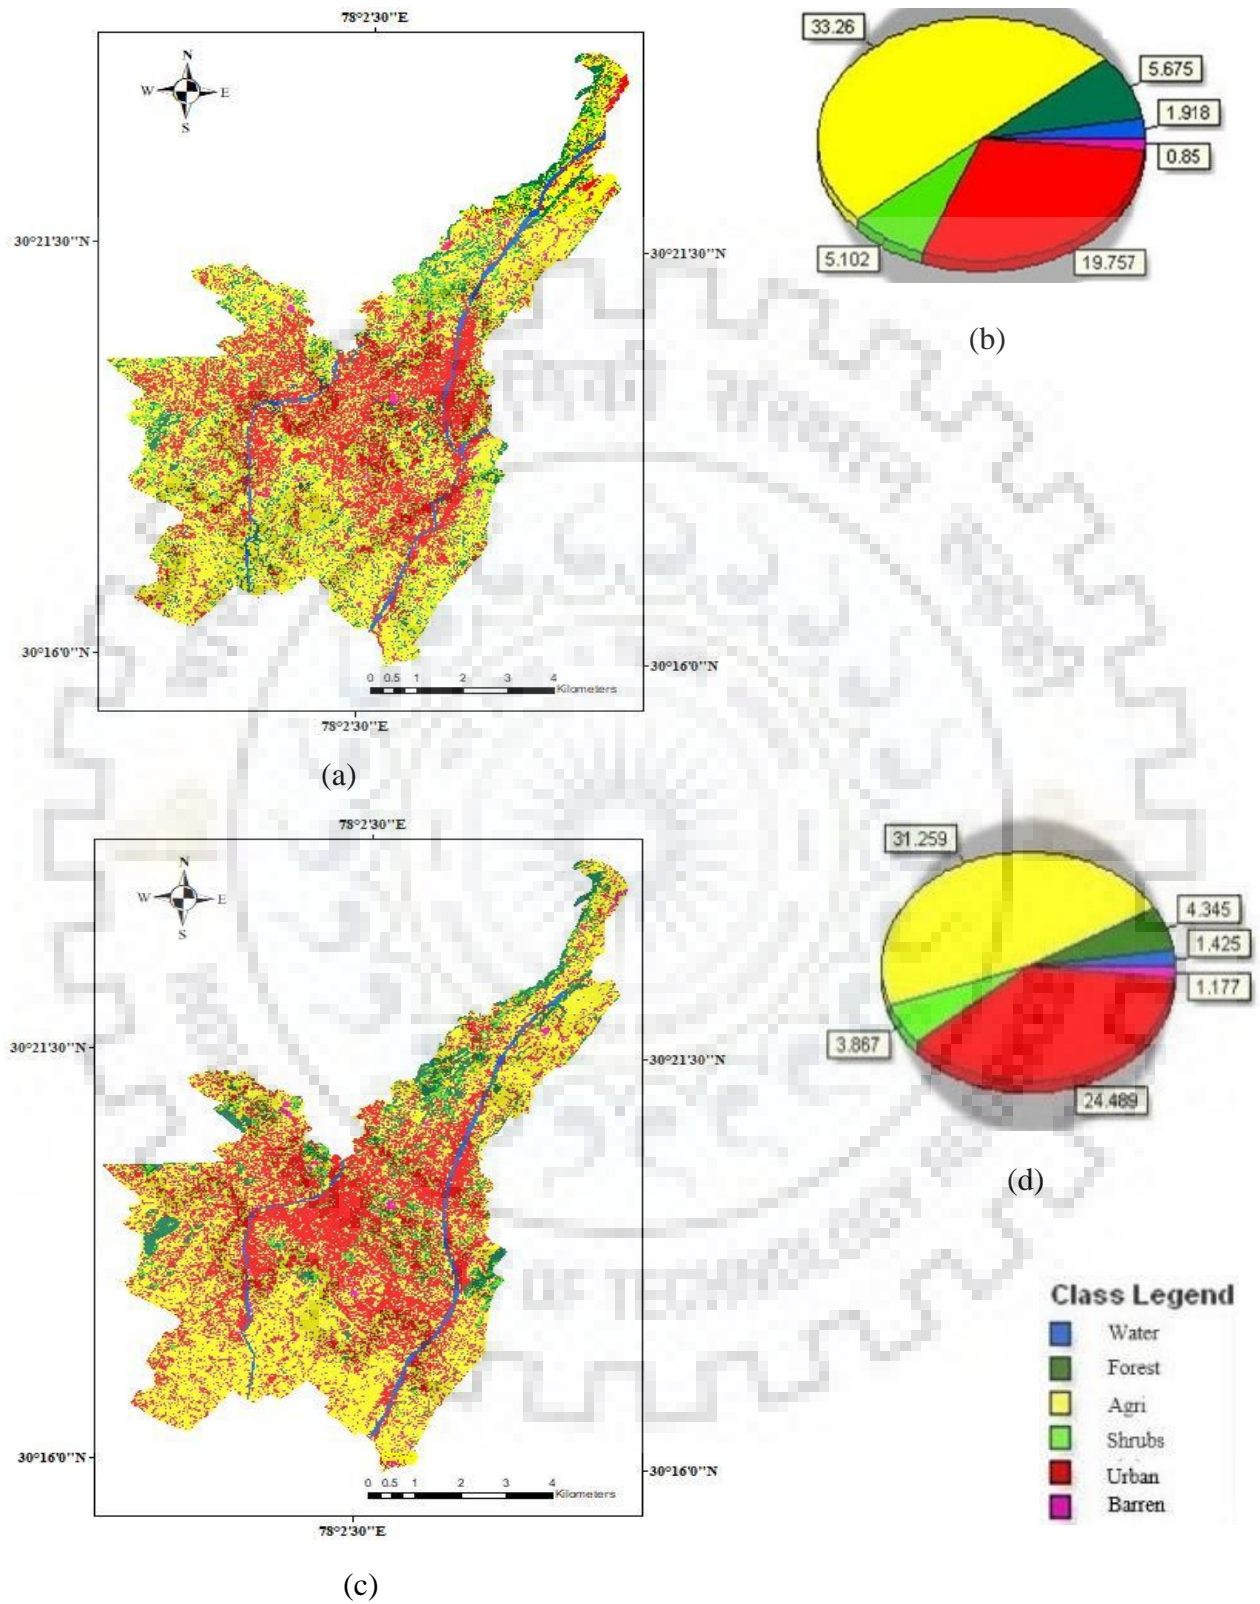 78°2'30"E
N
W E
S
30°21'30"N
30°21'30"N
30°16'0"N
30°16'0"N
0 0.5 1 2 3 4
Kilometers
78°2'30"E
(a)
33.26
5.675
1.918
0.85
5.102
19.757
(b)
78°2'30"E
N
W E
S
30°21'30"N
30°21'30"N
30°16'0"N
30°16'0"N
0 0.5 1 2 3 4
Kilometers
78°2'30"E
(c)
31.259
4.345
1.425
1.177
3.867
24.489
(d)
Class Legend
Water
Forest
Agri
Shrubs
Urban
Barren
OF TECHNOLOGY